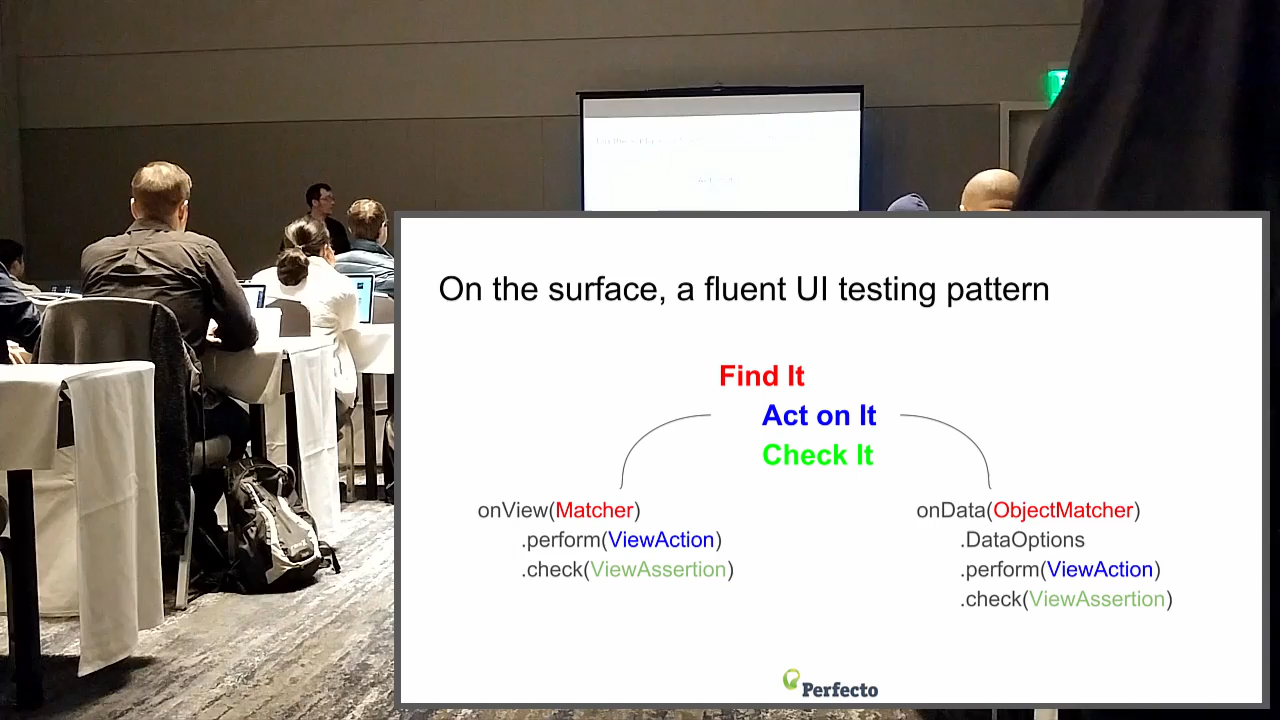 On the surface, a fluent UI testing pattern
Find It
Act on It
Check It
onView(Matcher)
.perform(ViewAction)
.check(ViewAssertion)
onData(ObjectMatcher)
.DataOptions
.perform(ViewAction)
.check(ViewAssertion)
Perfecto